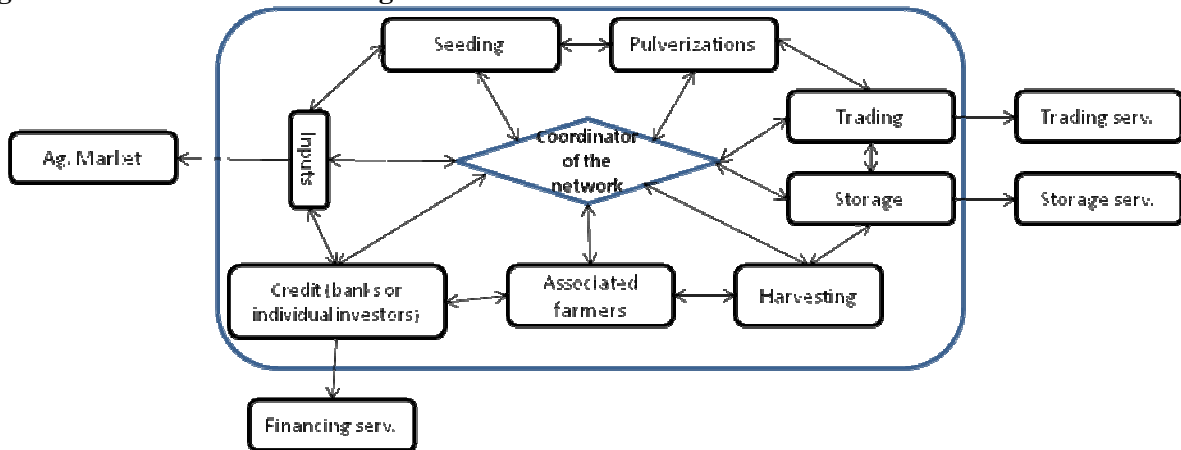 Seeding
Pulverizations
Trading
Trading serv.
Ag. Market
Inputs
Coordinator
of the
network
Storage
Storage serv.
Credit (banks or
individual investors)
Associated
farmers
Harvesting
Financing serv.